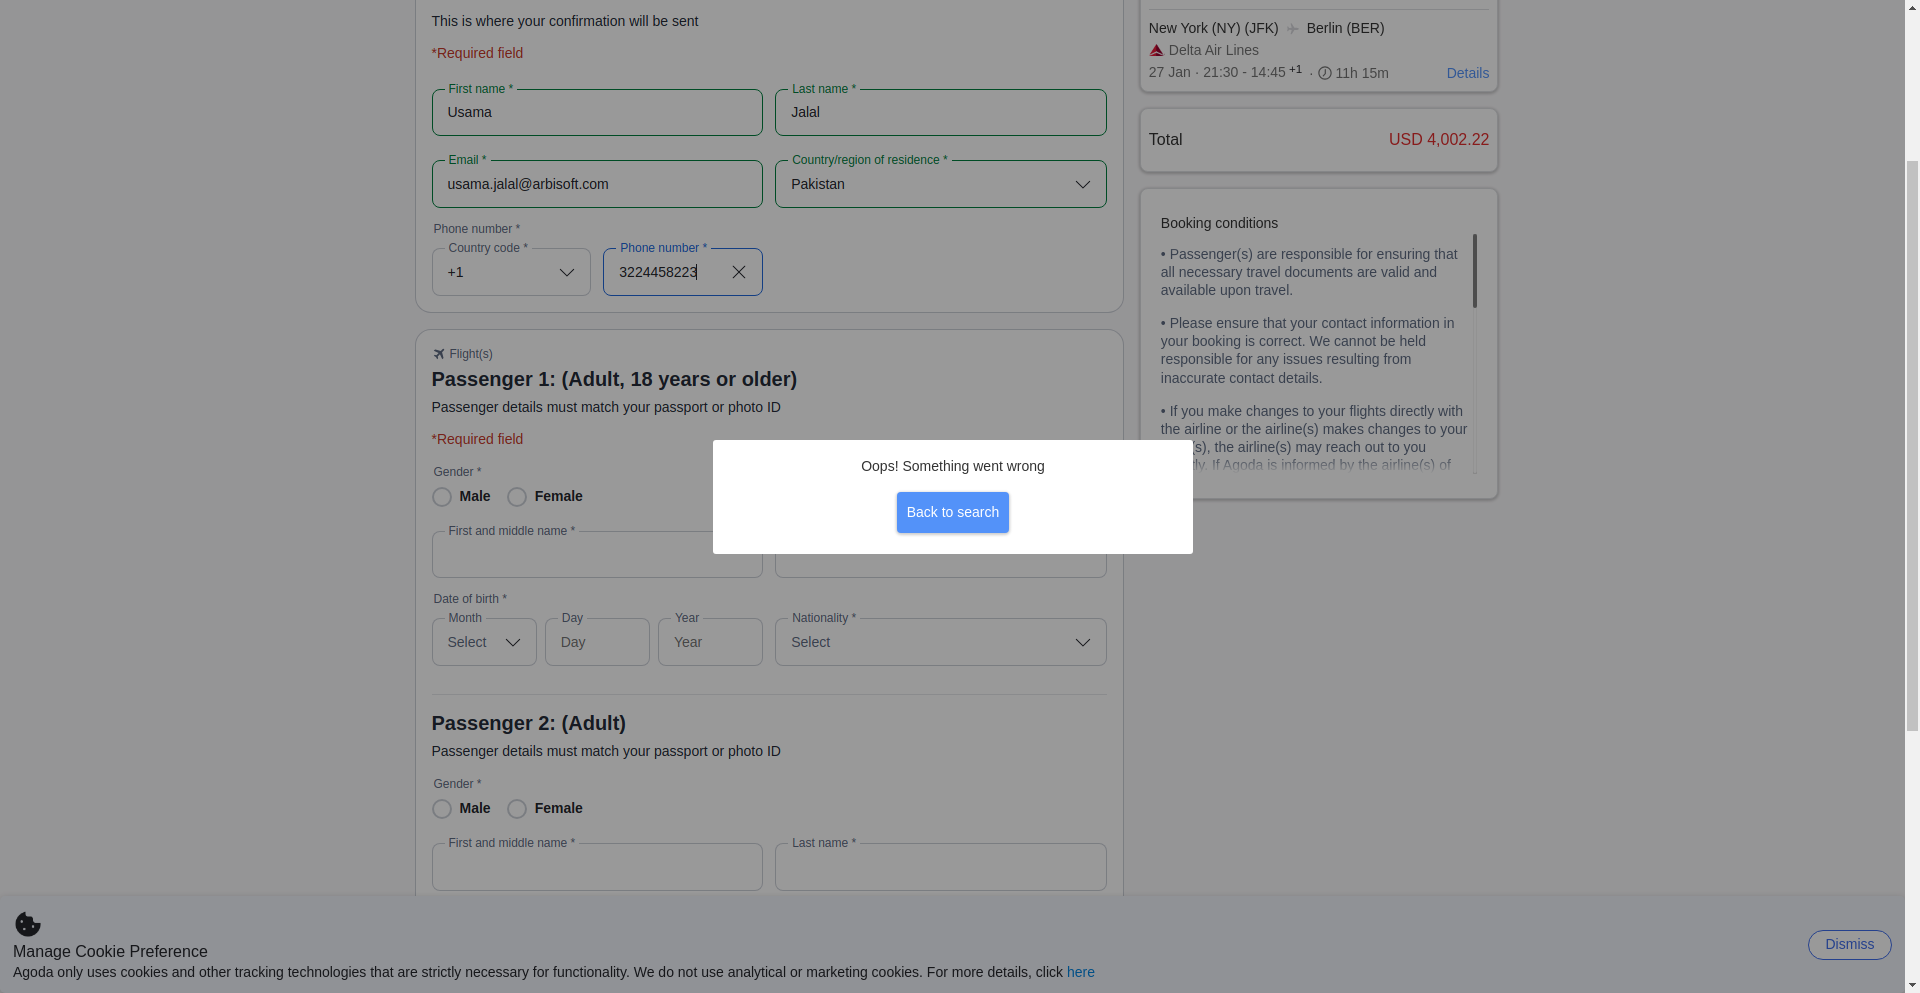 This is where your confirmation will be sent
*Required field
First name *
Usama
Last name *
Jalal
Email *
usama.jalal@arbisoft.com
Country/region of residence *
Pakistan
Phone number *
Country code *
+1
Phone number *
3224458223
Flight(s)
Passenger 1: (Adult, 18 years or older)
Passenger details must match your passport or photo ID
*Required field
Gender *
Male
Female
First and middle name *
Date of birth *
Month
Select
Day
Day
Year
Year
Nationality *
Select
Passenger 2: (Adult)
Passenger details must match your passport or photo ID
Gender *
Male
Female
First and middle name *
Last name *
New York (NY) (JFK) Berlin (BER)
Delta Air Lines
27 Jan · 21:30 - 14:45 +1 · 11h 15m
Details
Total USD 4,002.22
Booking conditions
• Passenger(s) are responsible for ensuring that
all necessary travel documents are valid and
available upon travel.
• Please ensure that your contact information in
your booking is correct. We cannot be held
responsible for any issues resulting from
inaccurate contact details.
• If you make changes to your flights directly with
the airline or the airline(s) makes changes to your
(s), the airline(s) may reach out to you
If Agoda is informed by the airline(s) of
Oops! Something went wrong
Back to search
Manage Cookie Preference
Agoda only uses cookies and other tracking technologies that are strictly necessary for functionality. We do not use analytical or marketing cookies. For more details, click here
Dismiss